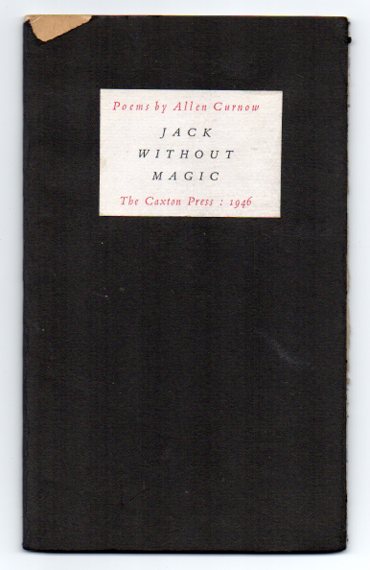 Poems by Allen Curnow
JACK
WITHOUT
MAGIC
The Caxton Press : 1946